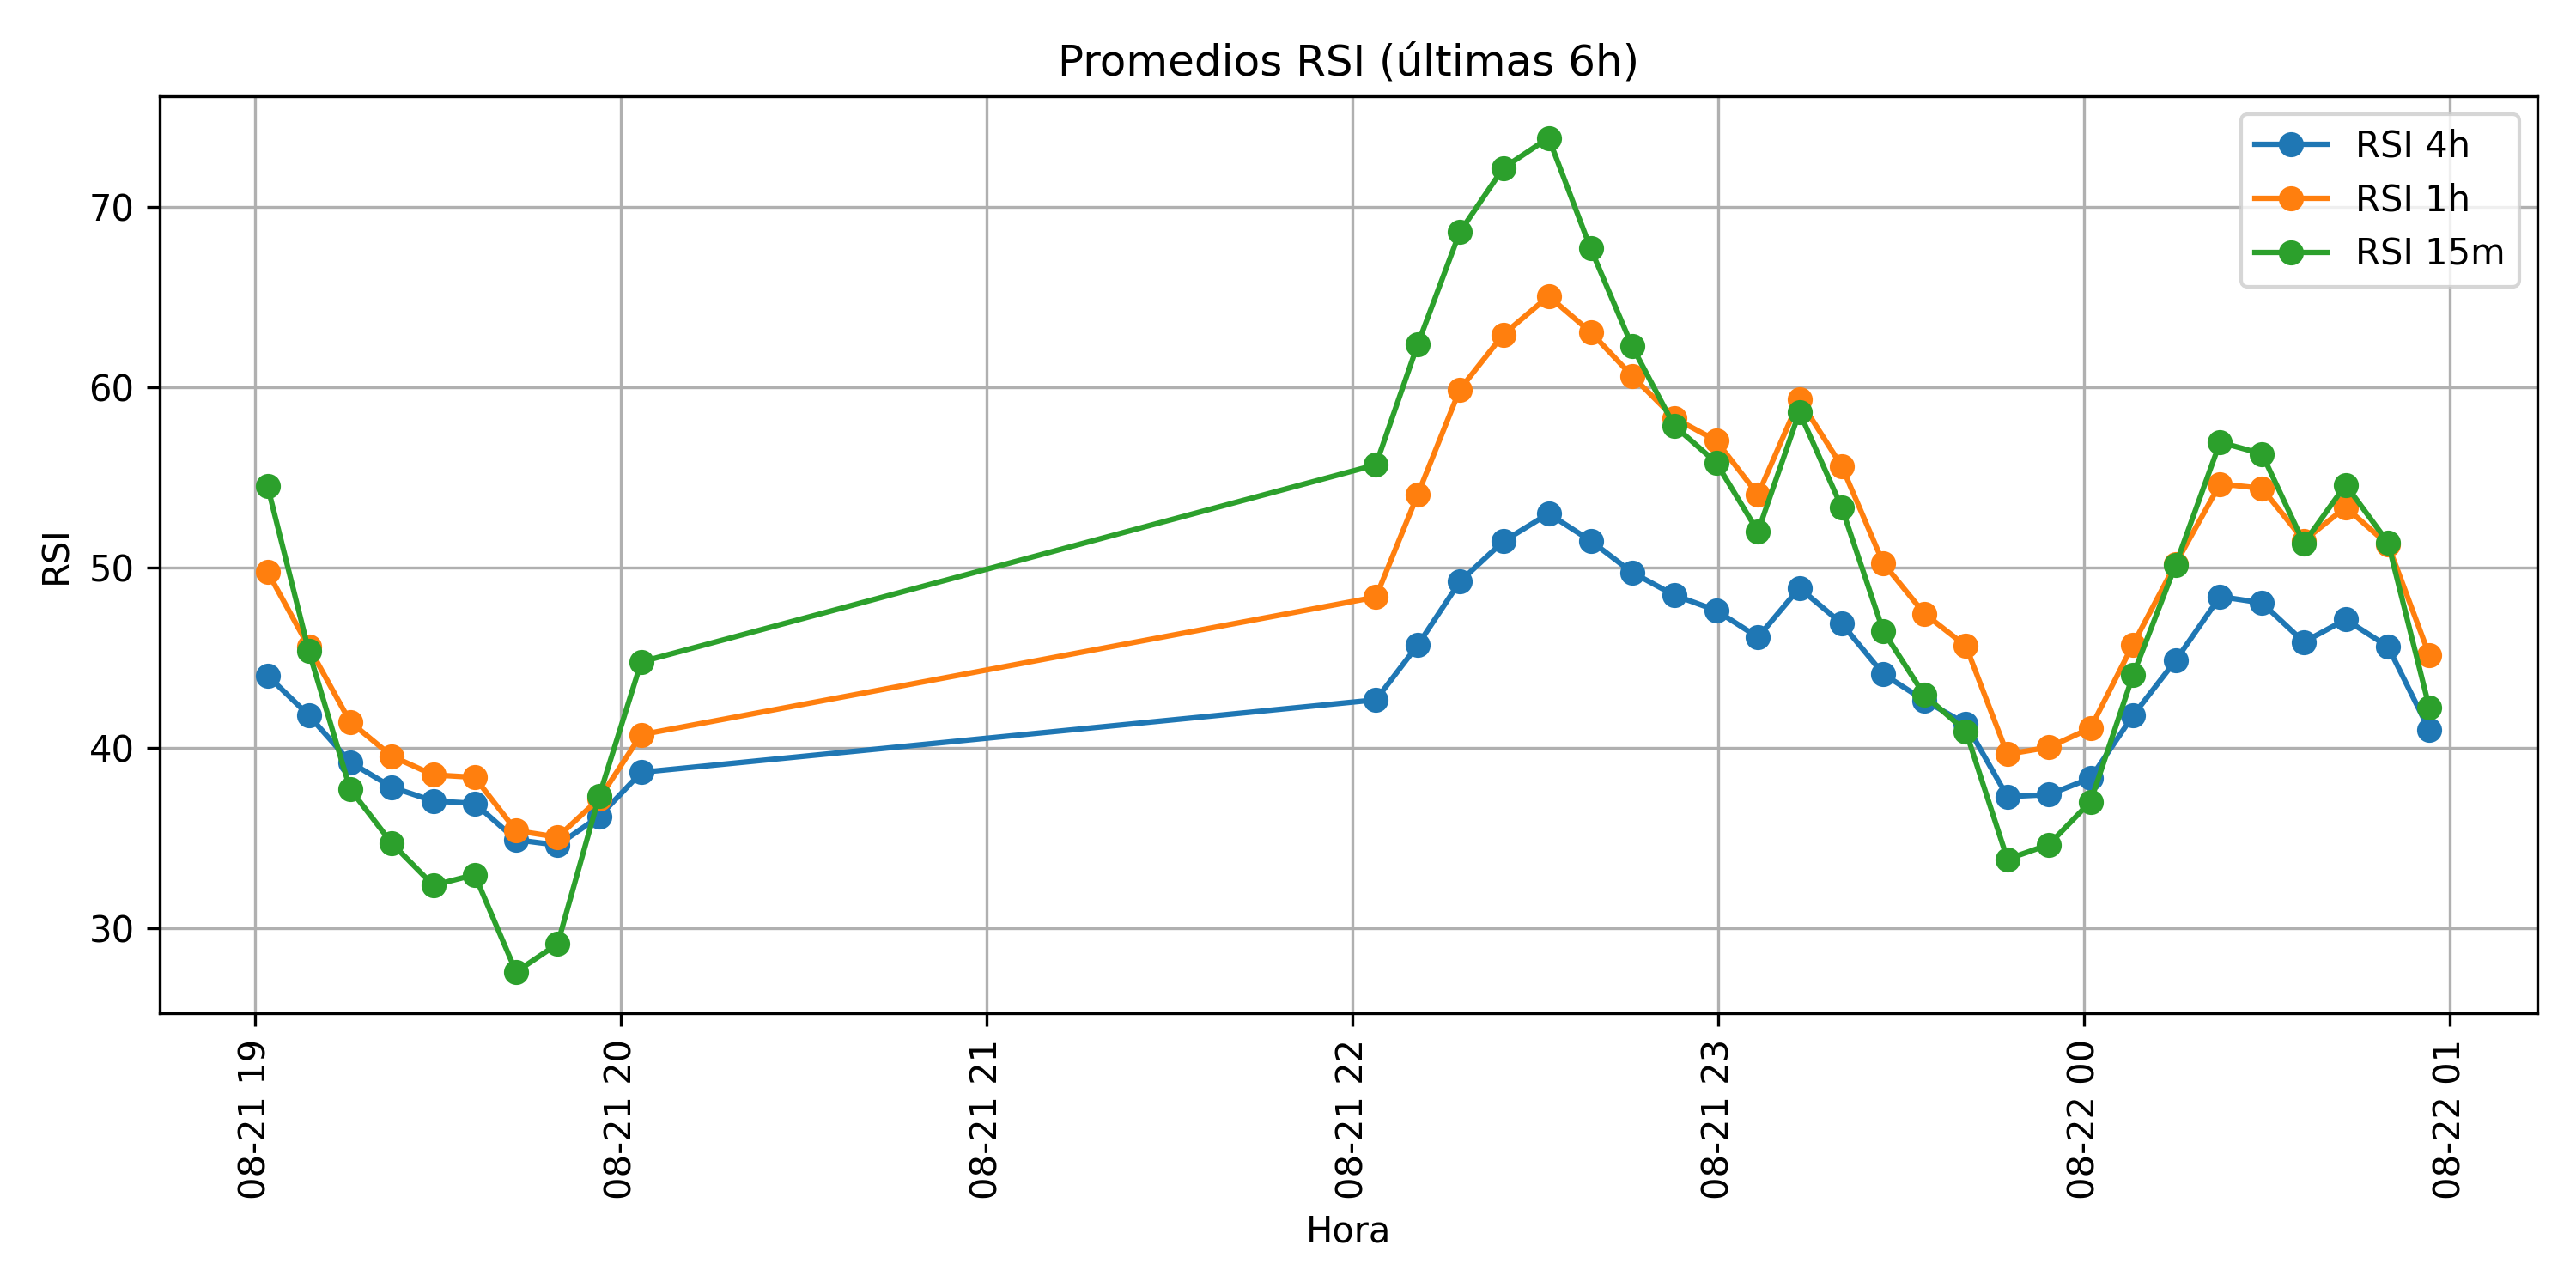 Promedios RSI (últimas 6h)
RSI 4h
RSI 1h
RSI 15m
RSI
70
60
50
40
30
08-21 19
08-21 20
08-21 21
08-21 22
08-21 23
08-22 00
08-22 01
Hora